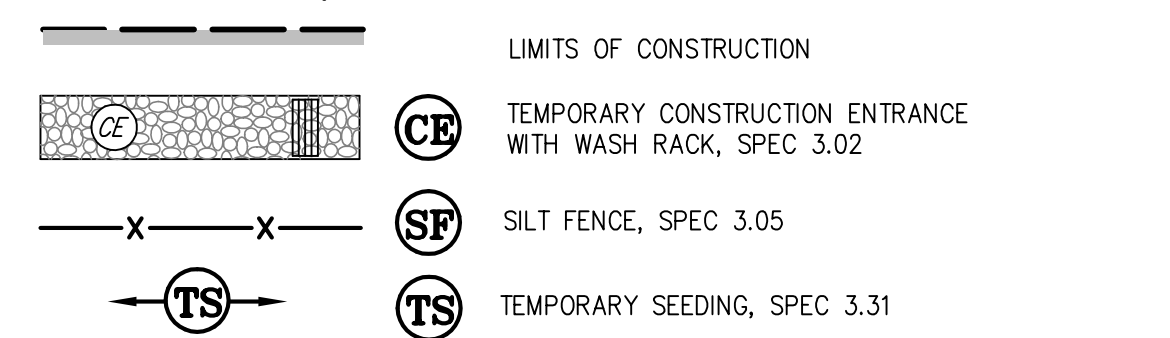 LIMITS OF CONSTRUCTION
CE CE TEMPORARY CONSTRUCTION ENTRANCE
WITH WASH RACK, SPEC 3.02
X X SF SILT FENCE, SPEC 3.05
TS TS TEMPORARY SEEDING, SPEC 3.31